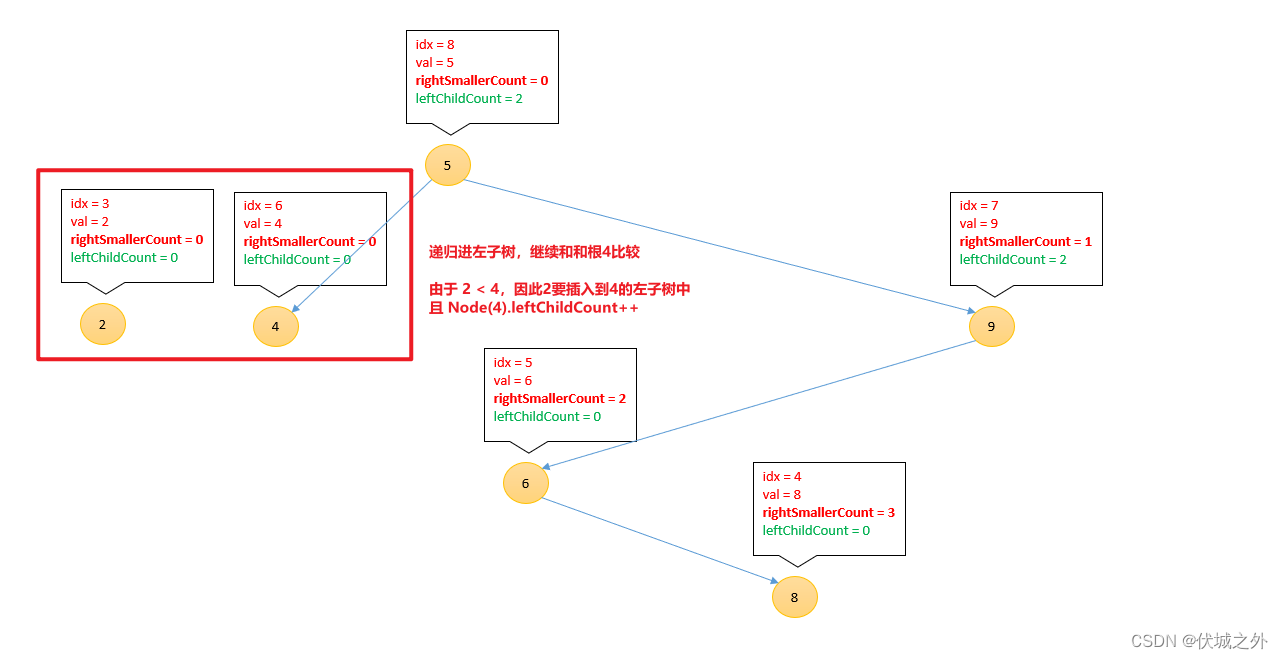 idx = 8
val = 5
rightSmallerCount = 0
leftChildCount = 2
5
idx = 3
val = 2
rightSmallerCount = 0
leftChildCount = 0
2
idx = 6
val = 4
rightSmallerCount = 0
leftChildCount = 0
4
递归进左子树，继续和和根4比较
由于 2 < 4，因此2要插入到4的左子树中
且 Node(4).leftChildCount++
idx = 7
val = 9
rightSmallerCount = 1
leftChildCount = 2
9
idx = 5
val = 6
rightSmallerCount = 2
leftChildCount = 0
6
idx = 4
val = 8
rightSmallerCount = 3
leftChildCount = 0
8
CSDN @伏城之外